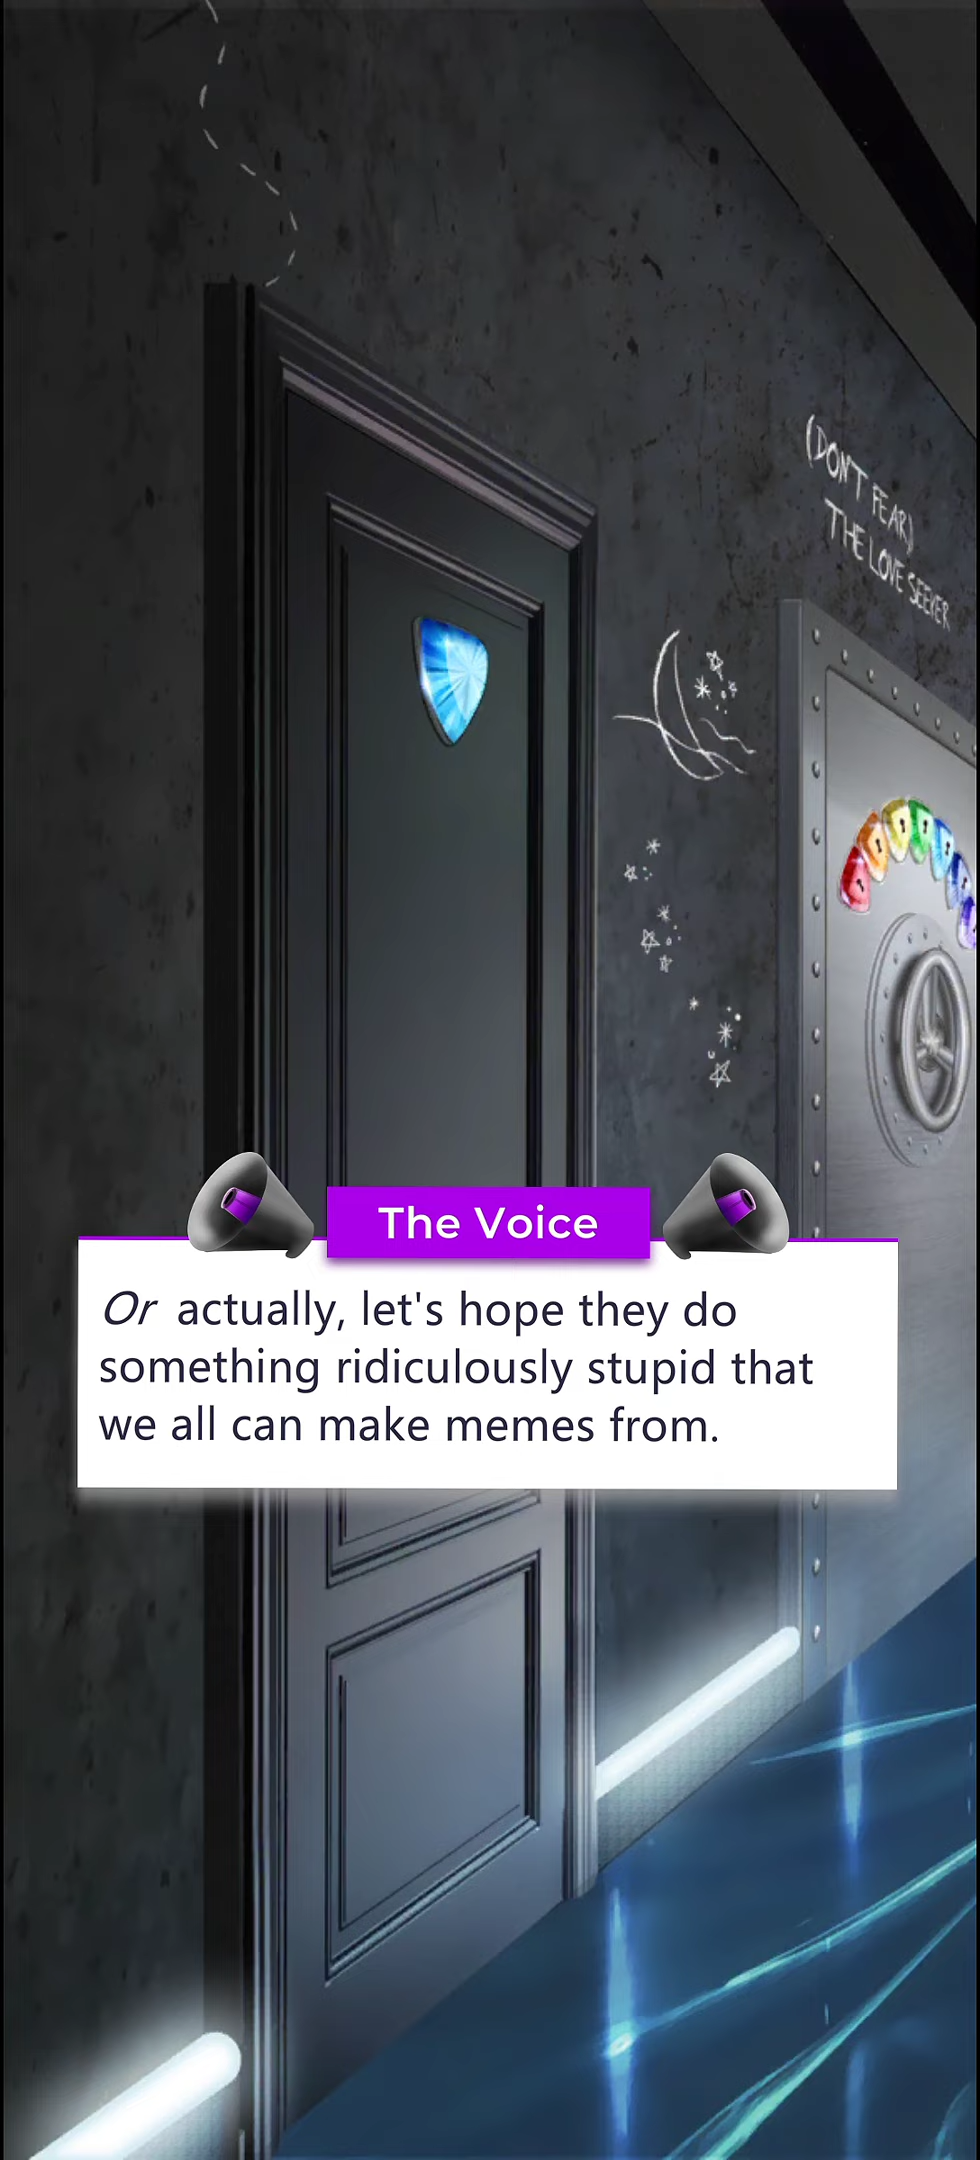 (DON'T FEAR)
THE LOVE SEEKER
The Voice
Or actually, let's hope they do
something ridiculously stupid that
we all can make memes from.